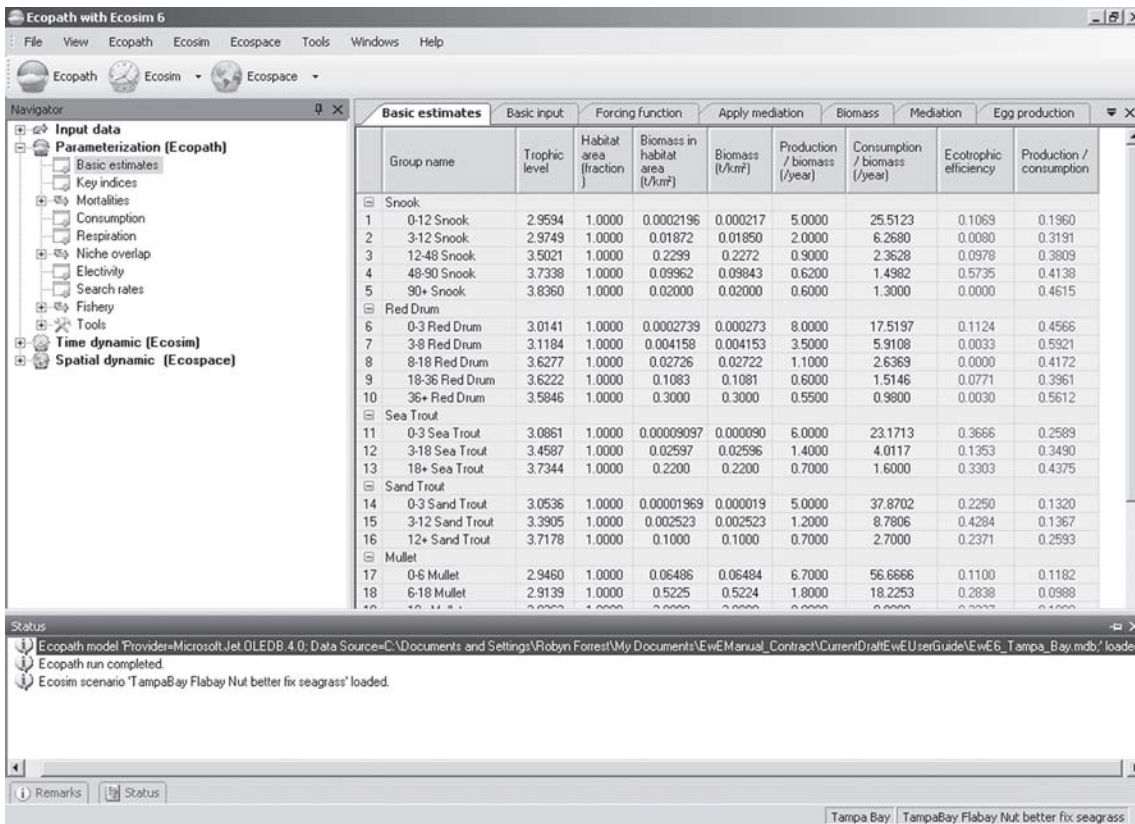 Ecopath with Ecosim 6
File View Ecopath Ecosim Ecospace Tools Windows Help
Ecopath Ecosim Ecospace
Navigator
Input data
Parameterization (Ecopath)
Basic estimates
Key indices
Mortalities
Consumption
Respiration
Niche overlap
Electivity
Search rates
Fishery
Tools
Time dynamic (Ecosim)
Spatial dynamic (Ecospace)
Basic estimates Basic input Forcing function Apply mediation Biomass Mediation Egg production
Group name Trophic level Habitat area (fraction) Biomass in habitat area (t/km²) Biomass (t/km²) Production / biomass (/year) Consumption / biomass (/year) Ecotrophic efficiency Production / consumption
Snook
1 0-12 Snook 2.9594 1.0000 0.0002196 0.000217 5.0000 25.5123 0.1069 0.1960
2 3-12 Snook 2.9749 1.0000 0.01872 0.01850 2.0000 6.2680 0.0080 0.3191
3 12-48 Snook 3.5021 1.0000 0.2299 0.2272 0.9000 2.3628 0.0978 0.3809
4 48-90 Snook 3.7338 1.0000 0.09962 0.09843 0.6200 1.4982 0.5735 0.4138
5 90+ Snook 3.8360 1.0000 0.02000 0.02000 0.6000 1.3000 0.0000 0.4615
Red Drum
6 0-3 Red Drum 3.0141 1.0000 0.0002739 0.000273 8.0000 17.5197 0.1124 0.4566
7 3-8 Red Drum 3.1184 1.0000 0.004158 0.004153 3.5000 5.9108 0.0033 0.5921
8 8-18 Red Drum 3.6277 1.0000 0.02726 0.02722 1.1000 2.6369 0.0000 0.4172
9 18-36 Red Drum 3.6222 1.0000 0.1083 0.1081 0.6000 1.5146 0.0771 0.3961
10 36+ Red Drum 3.5846 1.0000 0.3000 0.3000 0.5500 0.9800 0.0030 0.5612
Sea Trout
11 0-3 Sea Trout 3.0861 1.0000 0.00009097 0.000090 6.0000 23.1713 0.3666 0.2589
12 3-18 Sea Trout 3.4587 1.0000 0.02597 0.02596 1.4000 4.0117 0.1353 0.3490
13 18+ Sea Trout 3.7344 1.0000 0.2200 0.2200 0.7000 1.6000 0.3303 0.4375
Sand Trout
14 0-3 Sand Trout 3.0536 1.0000 0.00001969 0.000019 5.0000 37.8702 0.2250 0.1320
15 3-12 Sand Trout 3.3905 1.0000 0.002523 0.002523 1.2000 8.7806 0.4284 0.1367
16 12+ Sand Trout 3.7178 1.0000 0.1000 0.1000 0.7000 2.7000 0.2371 0.2593
Mullet
17 0-6 Mullet 2.9460 1.0000 0.06486 0.06484 6.7000 56.6666 0.1100 0.1182
18 6-18 Mullet 2.9139 1.0000 0.5225 0.5224 1.8000 18.2253 0.2838 0.0988
Status
Ecopath model 'Provider=Microsoft.Jet.OLEDB.4.0; Data Source=C:\Documents and Settings\Robyn Forrest\My Documents\EwEManual_Contract\CurrentDraftEwEUserGuide\EwE6_Tampa_Bay.mdb;' loade
Ecopath run completed.
Ecosim scenario 'TampaBay Flabay Nut better fix seagrass' loaded.
Remarks Status
Tampa Bay TampaBay Flabay Nut better fix seagrass